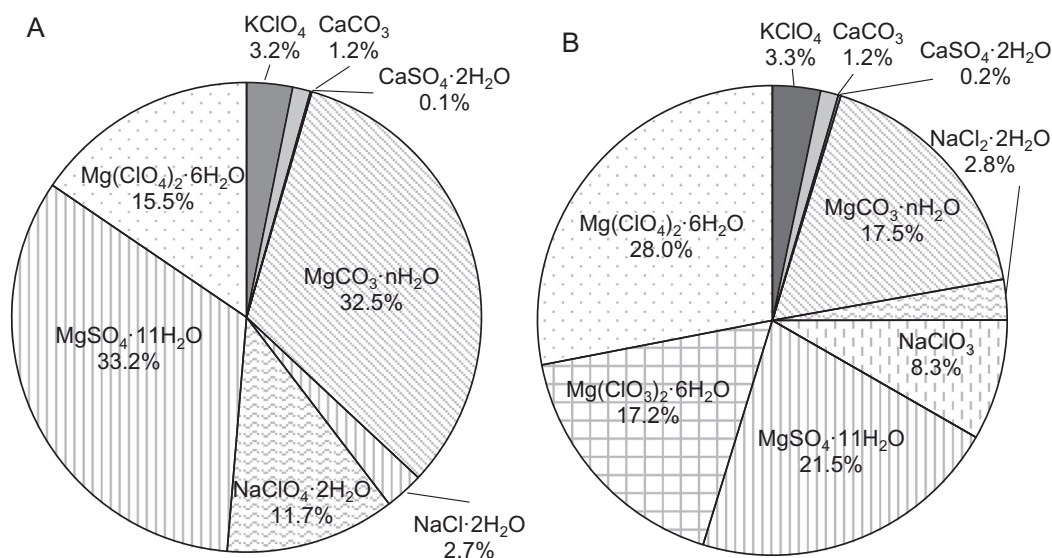 A
KClO₄
3.2%
CaCO₃
1.2%
CaSO₄·2H₂O
0.1%
MgCO₃·nH₂O
32.5%
NaCl·2H₂O
2.7%
NaClO₄·2H₂O
11.7%
MgSO₄·11H₂O
33.2%
Mg(ClO₄)₂·6H₂O
15.5%
B
KClO₄
3.3%
CaCO₃
1.2%
CaSO₄·2H₂O
0.2%
NaCl₂·2H₂O
2.8%
MgCO₃·nH₂O
17.5%
NaClO₃
8.3%
MgSO₄·11H₂O
21.5%
Mg(ClO₃)₂·6H₂O
17.2%
Mg(ClO₄)₂·6H₂O
28.0%